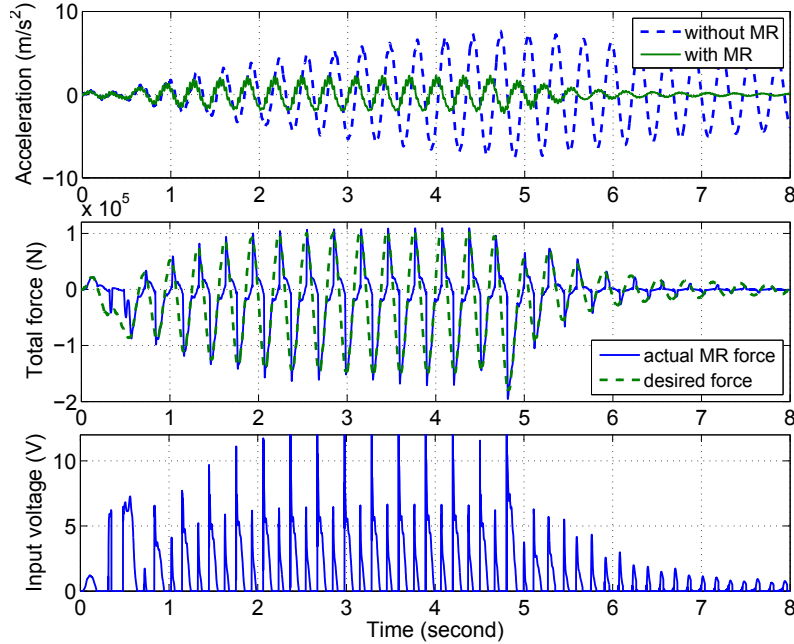 10
0
−10
Acceleration (m/s²)
without MR
with MR
0 1 2 3 4 5 6 7 8
x 10⁵
1
0
−1
−2
Total force (N)
actual MR force
desired force
0 1 2 3 4 5 6 7 8
10
5
0
Input voltage (V)
0 1 2 3 4 5 6 7 8
Time (second)